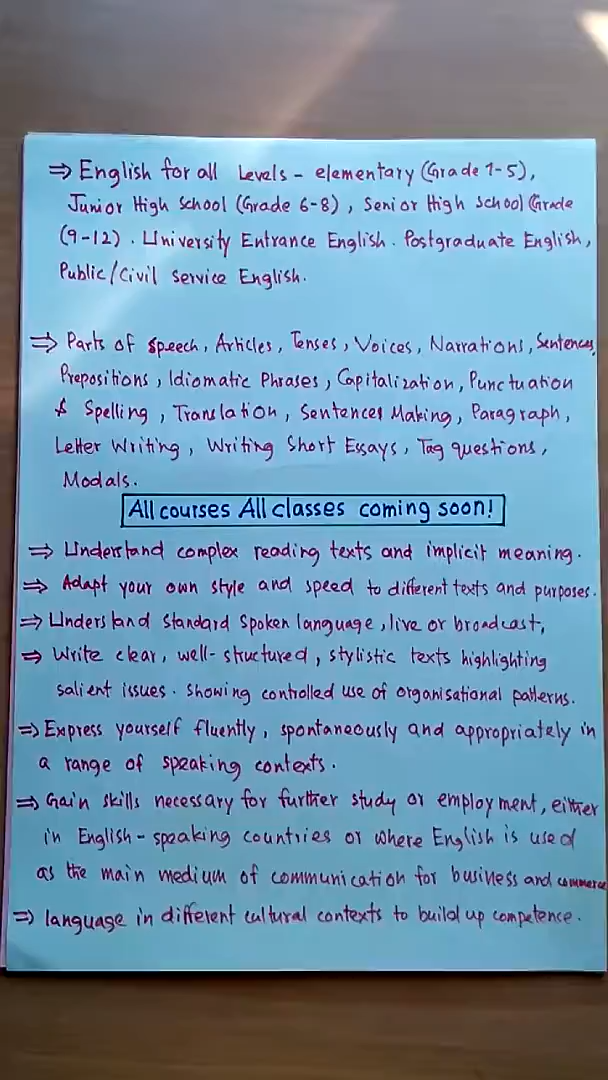 ⇒ English for all Levels - elementary (Grade 1-5),
Junior High School (Grade 6-8), Senior High School (Grade
(9-12). University Entrance English. Postgraduate English,
Public/Civil Service English.
⇒ Parts of Speech, Articles, Tenses, Voices, Narrations, Sentences,
Prepositions, Idiomatic Phrases, Capitalization, Punctuation
& Spelling, Translation, Sentences Making, Paragraph,
Letter Writing, Writing Short Essays, Tag questions,
Modals.
All courses All classes coming soon!
⇒ Understand complex reading texts and implicit meaning.
⇒ Adapt your own style and speed to different texts and purposes.
⇒ Understand standard spoken language, live or broadcast,
⇒ Write clear, well-structured, stylistic texts highlighting
salient issues. Showing controlled use of organisational patterns.
⇒ Express yourself fluently, spontaneously and appropriately in
a range of speaking contexts.
⇒ Gain skills necessary for further study or employment, either
in English-speaking countries or where English is used
as the main medium of communication for business and commerce
⇒ language in different cultural contexts to build up competence.